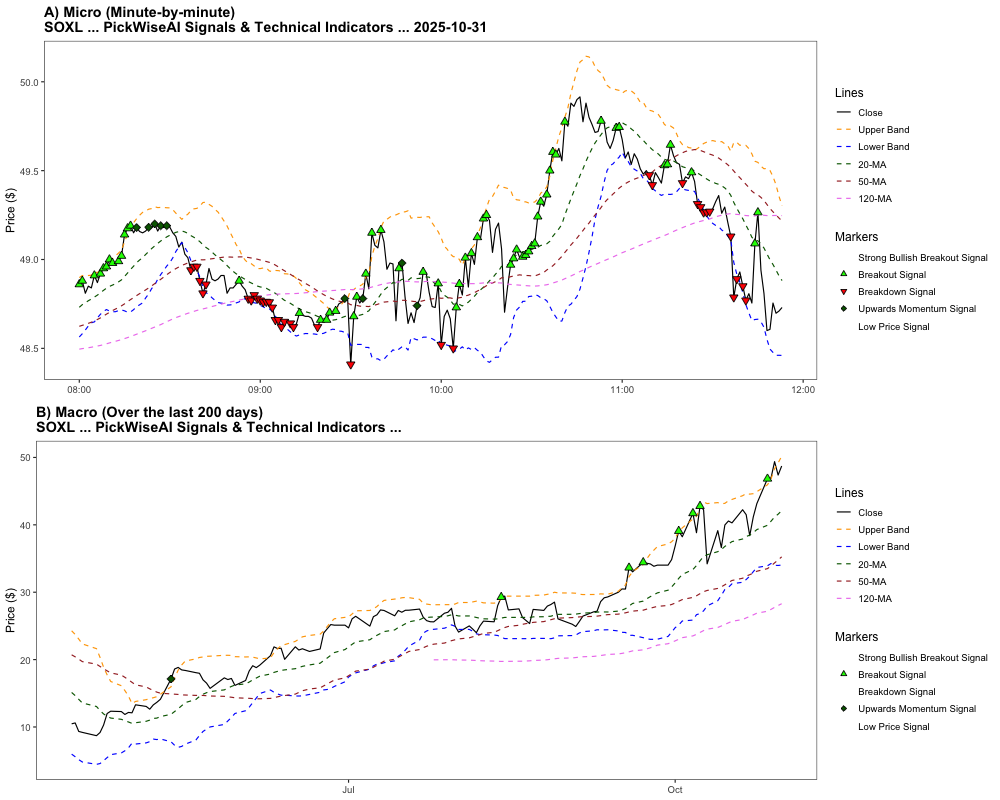 A) Micro (Minute-by-minute)
SOXL ... PickWiseAI Signals & Technical Indicators ... 2025-10-31
Price ($)
50.0
49.5
49.0
48.5
08:00
09:00
10:00
11:00
12:00
Lines
Close
Upper Band
Lower Band
20-MA
50-MA
120-MA
Markers
Strong Bullish Breakout Signal
Breakout Signal
Breakdown Signal
Upwards Momentum Signal
Low Price Signal
B) Macro (Over the last 200 days)
SOXL ... PickWiseAI Signals & Technical Indicators ...
Price ($)
50
40
30
20
10
Jul
Oct
Lines
Close
Upper Band
Lower Band
20-MA
50-MA
120-MA
Markers
Strong Bullish Breakout Signal
Breakout Signal
Breakdown Signal
Upwards Momentum Signal
Low Price Signal